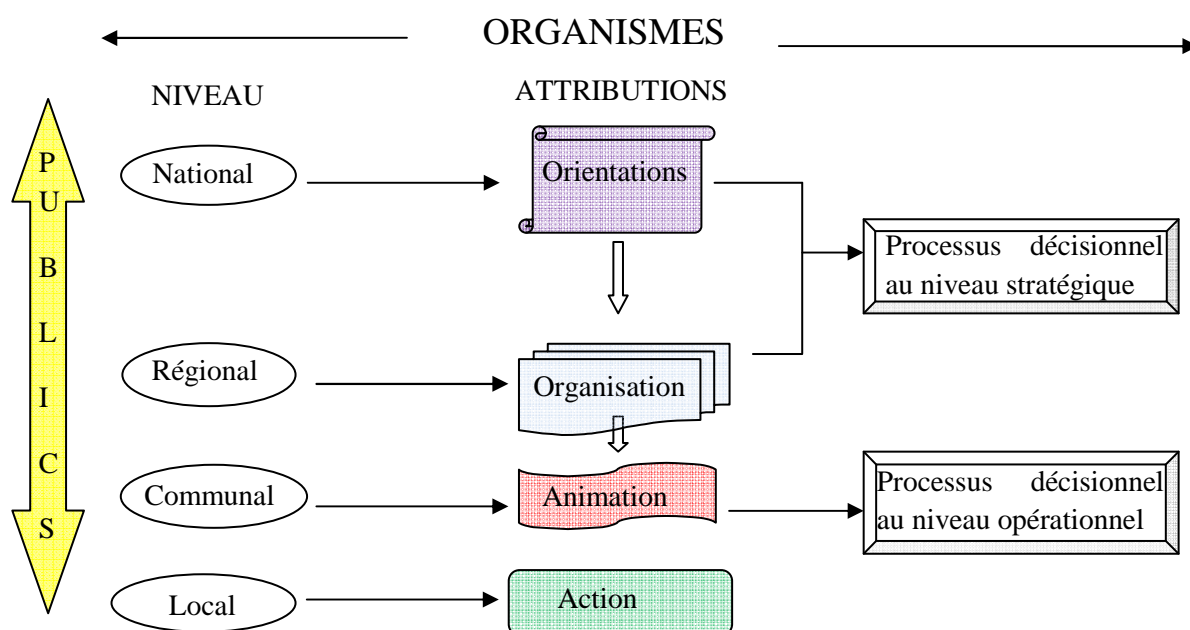 ORGANISMES
NIVEAU
ATTRIBUTIONS
P
U
B
L
I
C
S
National
Orientations
Processus décisionnel
au niveau stratégique
Régional
Organisation
Communal
Animation
Processus décisionnel
au niveau opérationnel
Local
Action